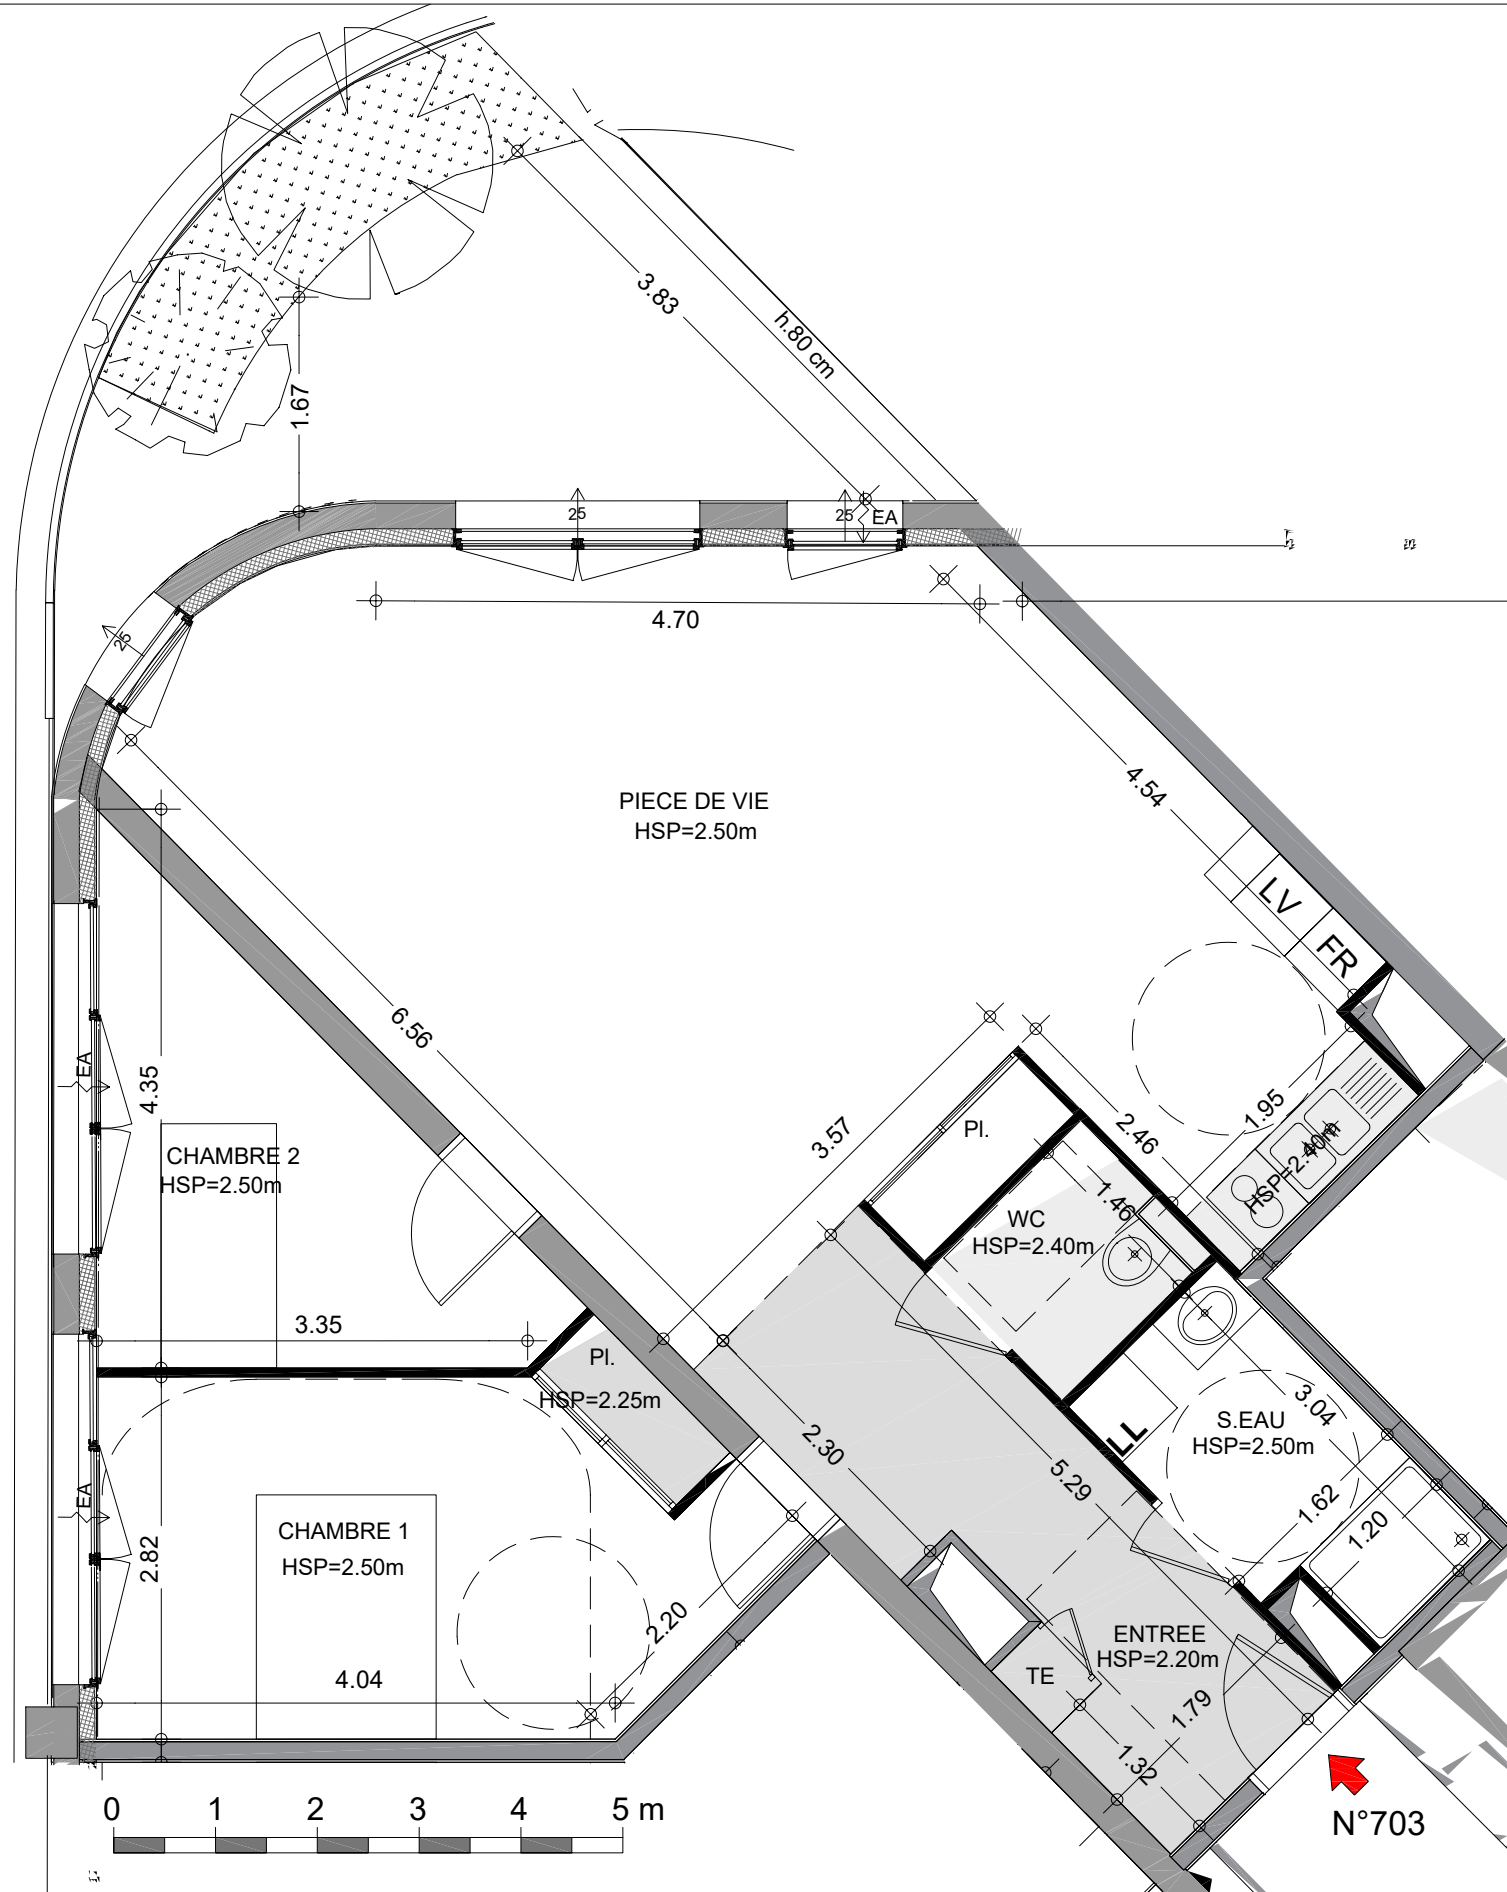 3.83
h.80 cm
1.67
25
25
EA
25
4.70
4.54
PIECE DE VIE
HSP=2.50m
LV
FR
6.56
EA
4.35
3.57
Pl.
2.46
1.95
HSP=2.40m
CHAMBRE 2
HSP=2.50m
1.46
WC
HSP=2.40m
3.35
Pl.
HSP=2.25m
3.04
S.EAU
HSP=2.50m
LL
2.30
5.29
1.62
1.20
EA
2.82
CHAMBRE 1
HSP=2.50m
2.20
ENTREE
HSP=2.20m
TE
4.04
1.79
1.32
0 1 2 3 4 5 m
N°703